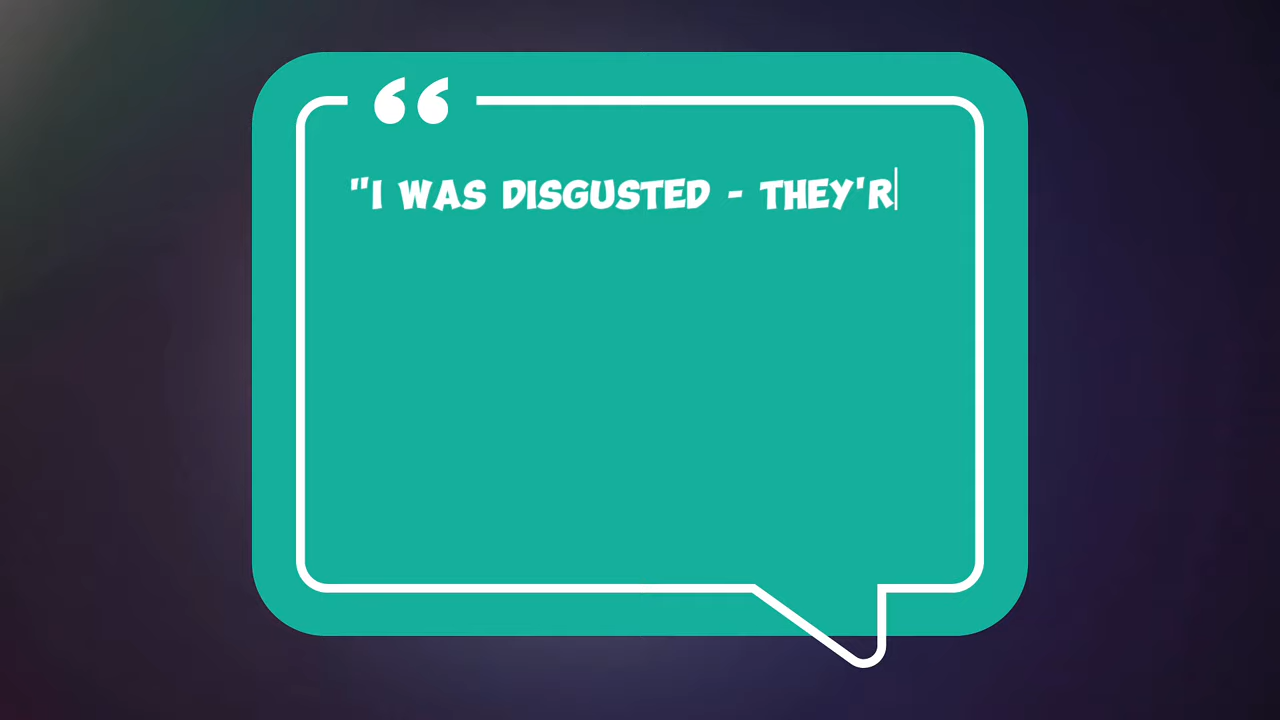 “
"I WAS DISGUSTED - THEY'R